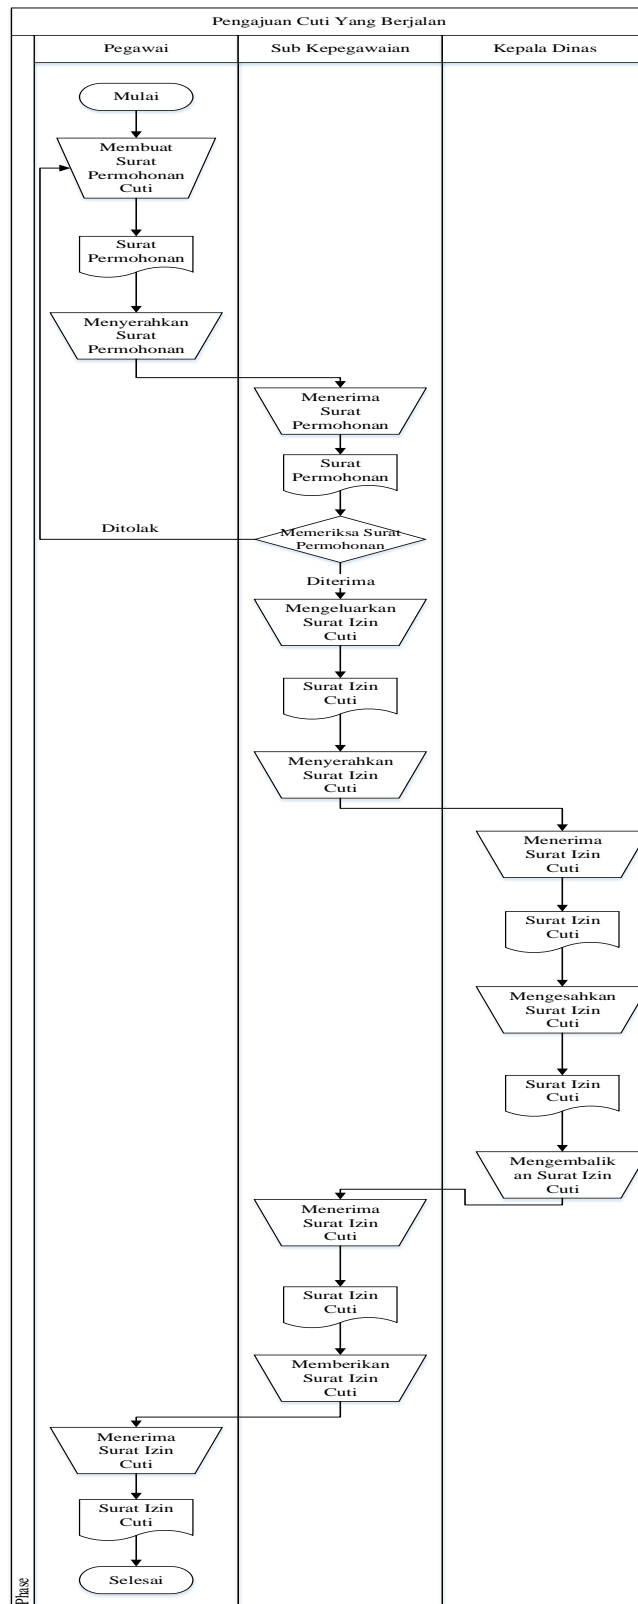 Pengajuan Cuti Yang Berjalan
Pegawai
Sub Kepegawaian
Kepala Dinas
Mulai
Membuat
Surat
Permohonan
Cuti
Surat
Permohonan
Menyerahkan
Surat
Permohonan
Menerima
Surat
Permohonan
Surat
Permohonan
Memeriksa Surat
Permohonan
Ditolak
Diterima
Mengeluarkan
Surat Izin
Cuti
Surat Izin
Cuti
Menyerahkan
Surat Izin
Cuti
Menerima
Surat Izin
Cuti
Surat Izin
Cuti
Mengesahkan
Surat Izin
Cuti
Surat Izin
Cuti
Mengembalik
an Surat Izin
Cuti
Menerima
Surat Izin
Cuti
Surat Izin
Cuti
Memberikan
Surat Izin
Cuti
Menerima
Surat Izin
Cuti
Surat Izin
Cuti
Selesai
Phase